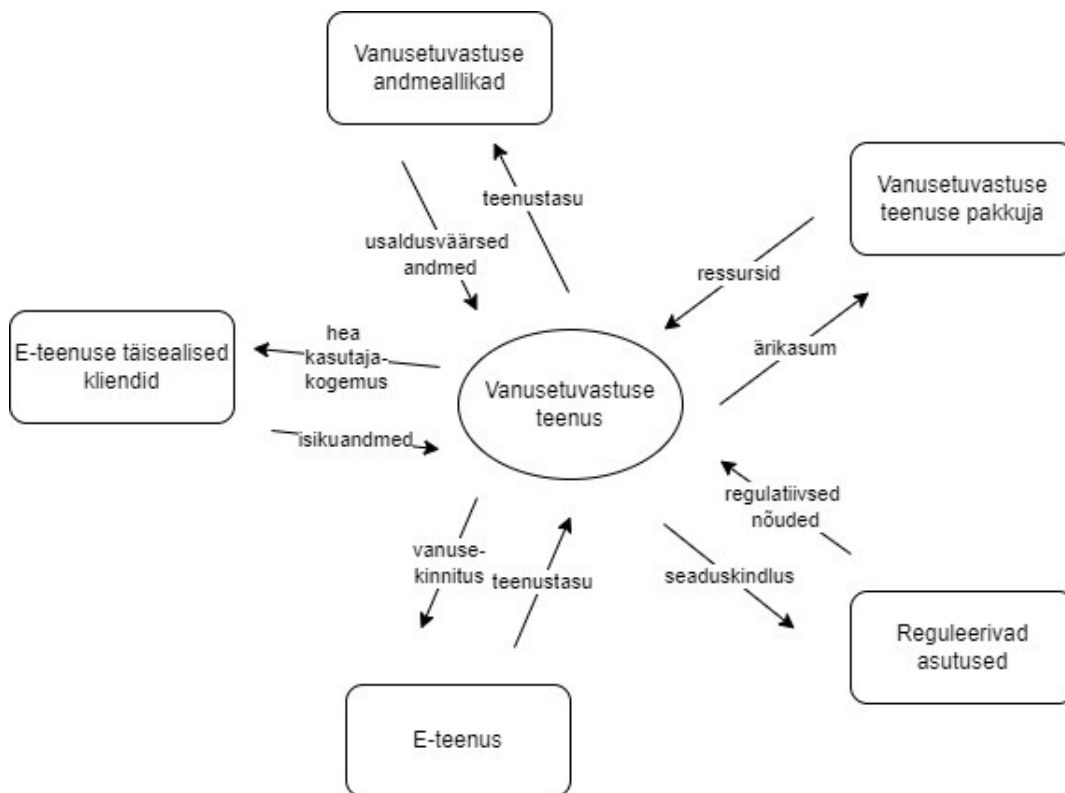 Vanusetuvastuse
andmeallikad
Vanusetuvastuse
teenuse pakkuja
teenustasu
usaldusväärsed
andmed
ressursid
E-teenuse täisealised
kliendid
hea
kasutaja-
kogemus
ärikasum
Vanusetuvastuse
teenus
isikuandmed
regulatiivsed
nõuded
vanuse-
kinnitus
teenustasu
seaduskindlus
Reguleerivad
asutused
E-teenus